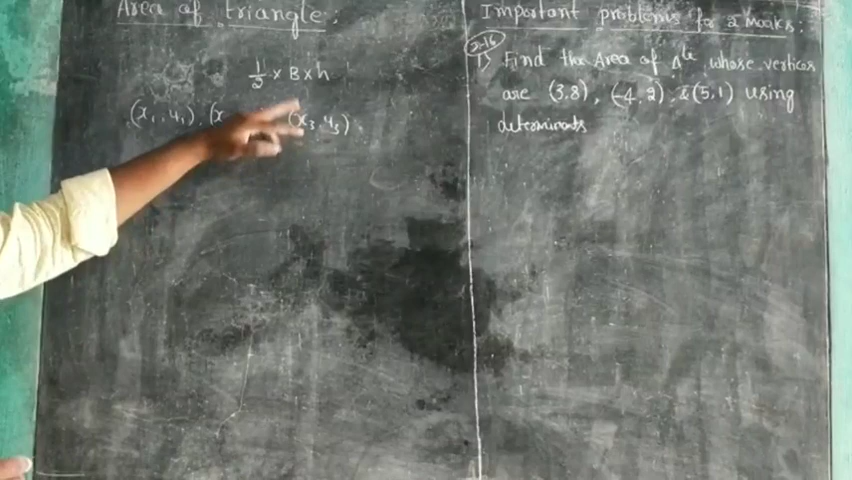 Area of triangle:
1/2 × B × h
(x₁, y₁), (x (x₃, y₃)
Important problems for 2 marks:
J-16
1) Find the Area of Δle whose vertices
are (3,8), (-4,2), &(5,1) using
determinants